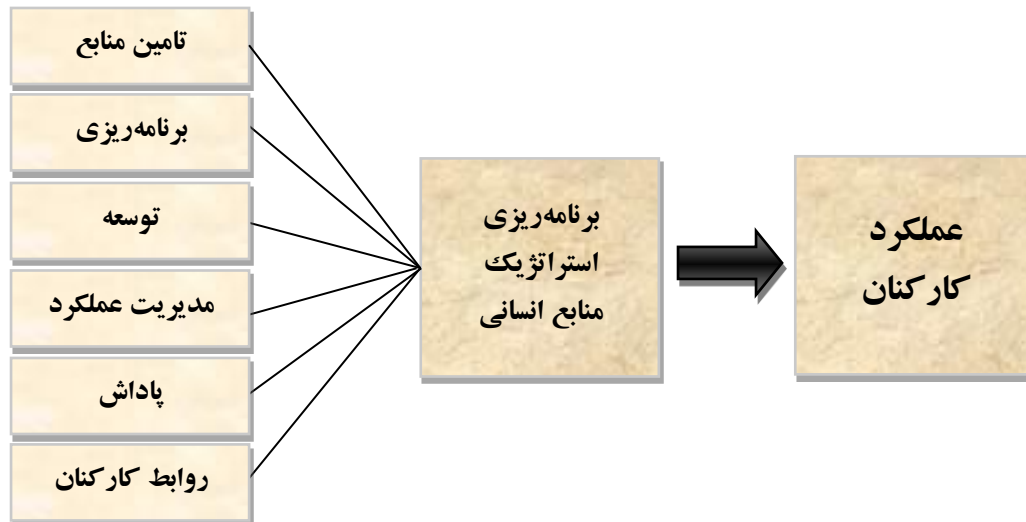 تامین منابع
برنامه‌ریزی
توسعه
مدیریت عملکرد
پاداش
روابط کارکنان
برنامه‌ریزی
استراتژیک
منابع انسانی
عملکرد
کارکنان